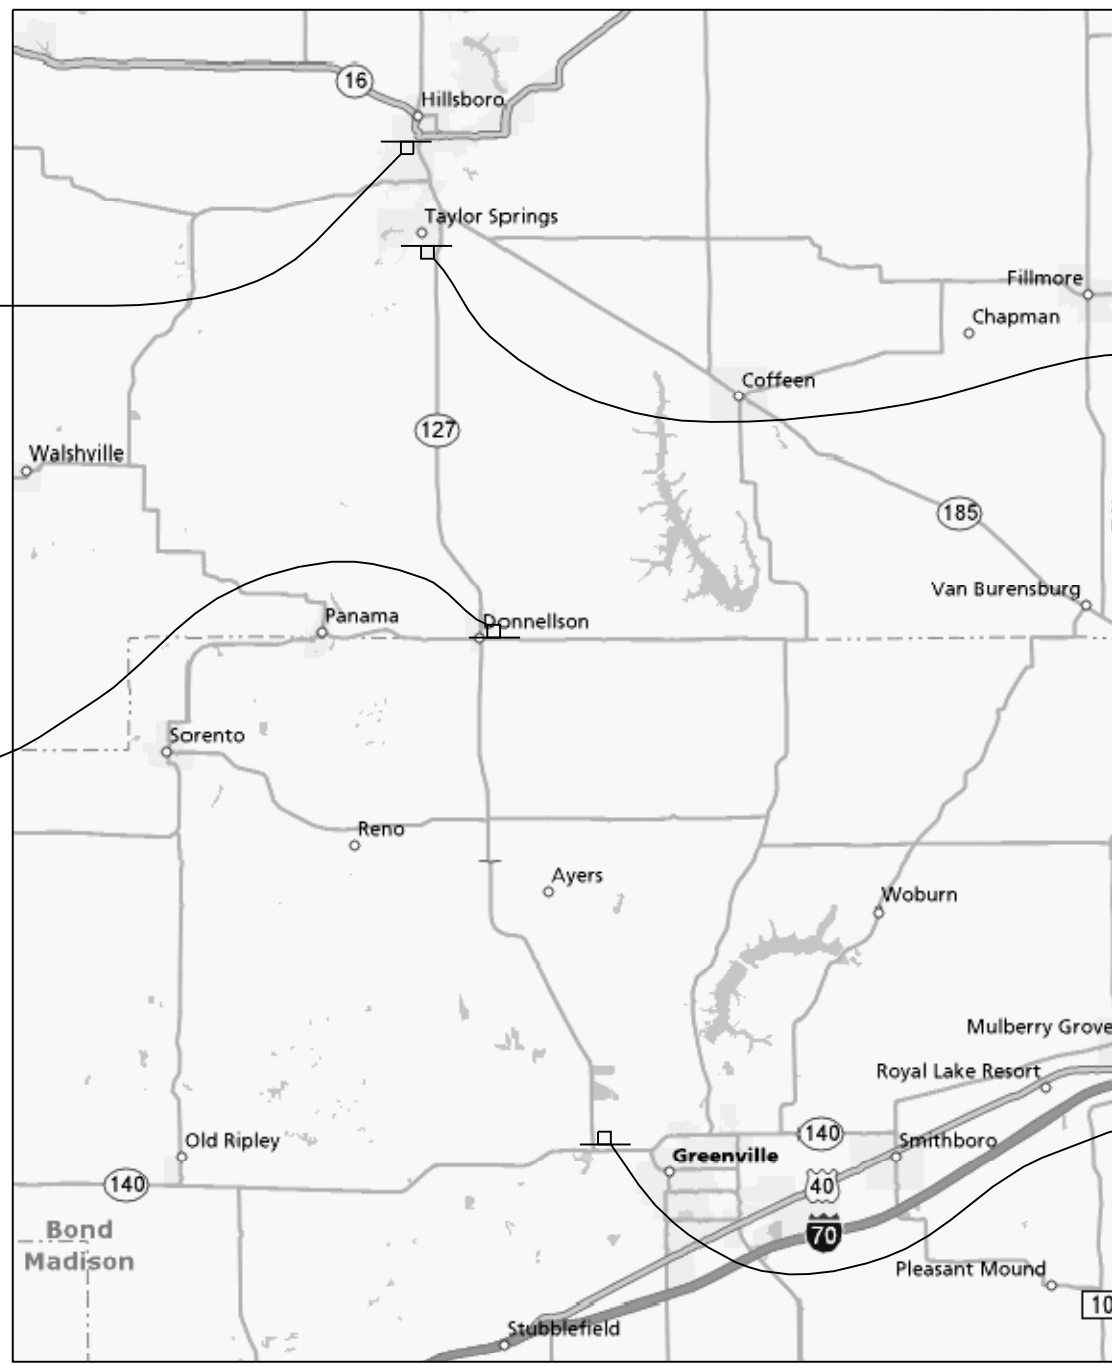 16
Hillsboro
Taylor Springs
Fillmore
Chapman
Coffeen
127
Walshville
185
Van Burensburg
Panama
Donnellson
Sorento
Reno
Ayers
Woburn
Mulberry Grove
Royal Lake Resort
Old Ripley
140
Smithboro
Greenville
140
40
Bond
70
Madison
Pleasant Mound
10
Stubblefield